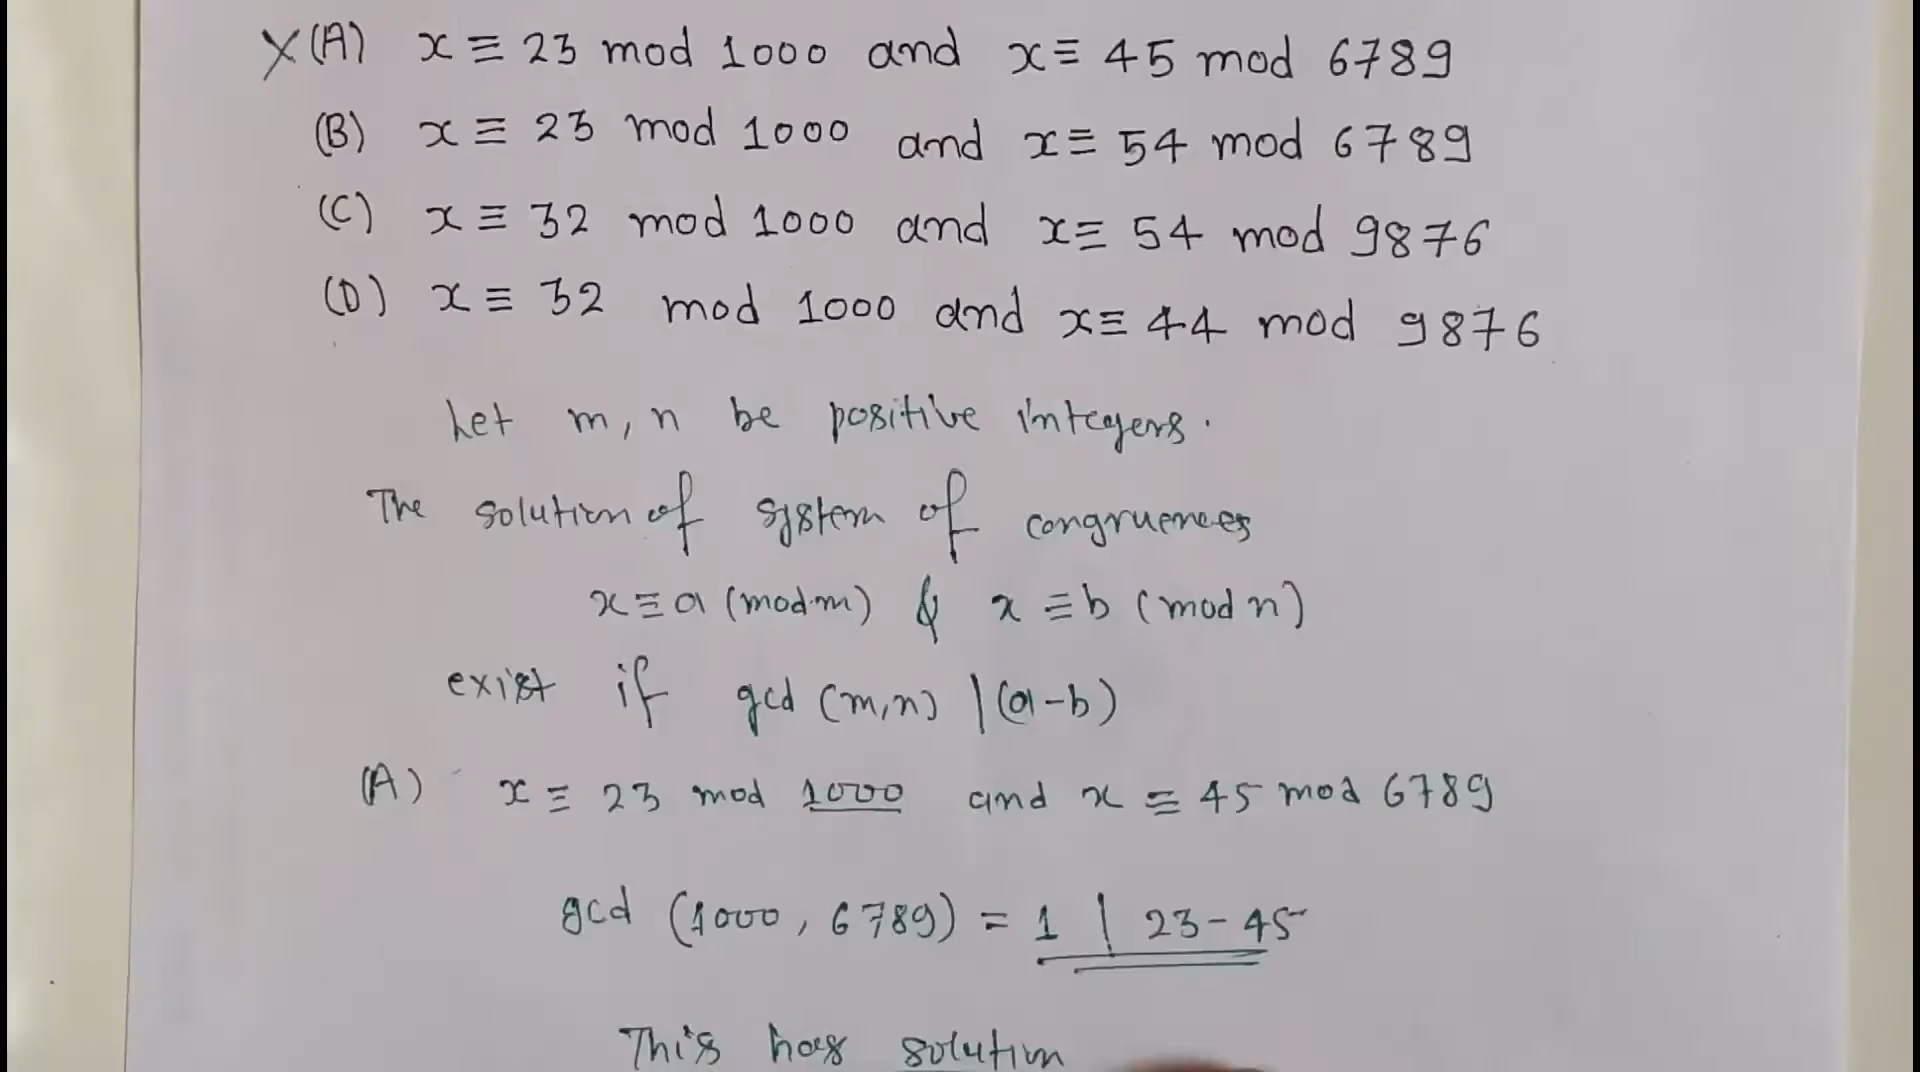 X(A) x ≡ 23 mod 1000 and x ≡ 45 mod 6789
(B) x ≡ 23 mod 1000 and x ≡ 54 mod 6789
(C) x ≡ 32 mod 1000 and x ≡ 54 mod 9876
(D) x ≡ 32 mod 1000 and x ≡ 44 mod 9876
Let m, n be positive integers.
The solution of system of congruences
x ≡ a (mod m) & x ≡ b (mod n)
exist if gcd (m,n) | (a-b)
(A) x ≡ 23 mod 1000 and x ≡ 45 mod 6789
gcd (1000, 6789) = 1 | 23-45
This has solution